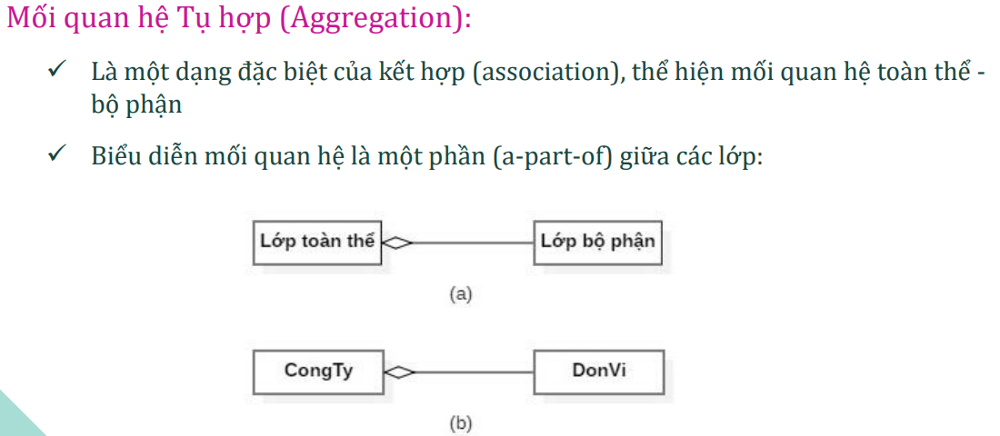 Mối quan hệ Tụ hợp (Aggregation):
✓ Là một dạng đặc biệt của kết hợp (association), thể hiện mối quan hệ toàn thể -
bộ phận
✓ Biểu diễn mối quan hệ là một phần (a-part-of) giữa các lớp:
Lớp toàn thể Lớp bộ phận
(a)
CongTy DonVi
(b)